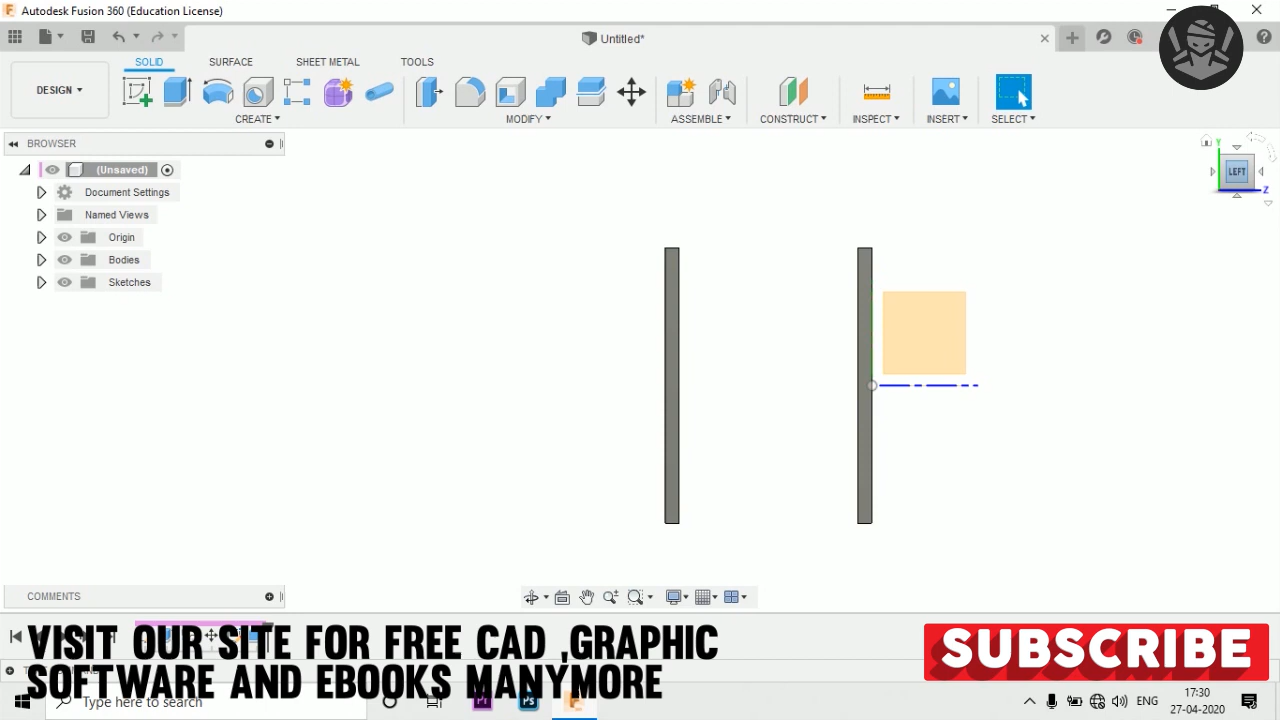 Autodesk Fusion 360 (Education License)
Untitled*
SOLID SURFACE SHEET METAL TOOLS
DESIGN
CREATE MODIFY ASSEMBLE CONSTRUCT INSPECT INSERT SELECT
BROWSER
(Unsaved)
Document Settings
Named Views
Origin
Bodies
Sketches
Y
LEFT
Z
COMMENTS
VISIT OUR SITE FOR FREE CAD ,GRAPHIC
SOFTWARE AND EBOOKS MANYMORE
SUBSCRIBE
Type here to search
Pr
Ps
F
ENG
17:30
27-04-2020